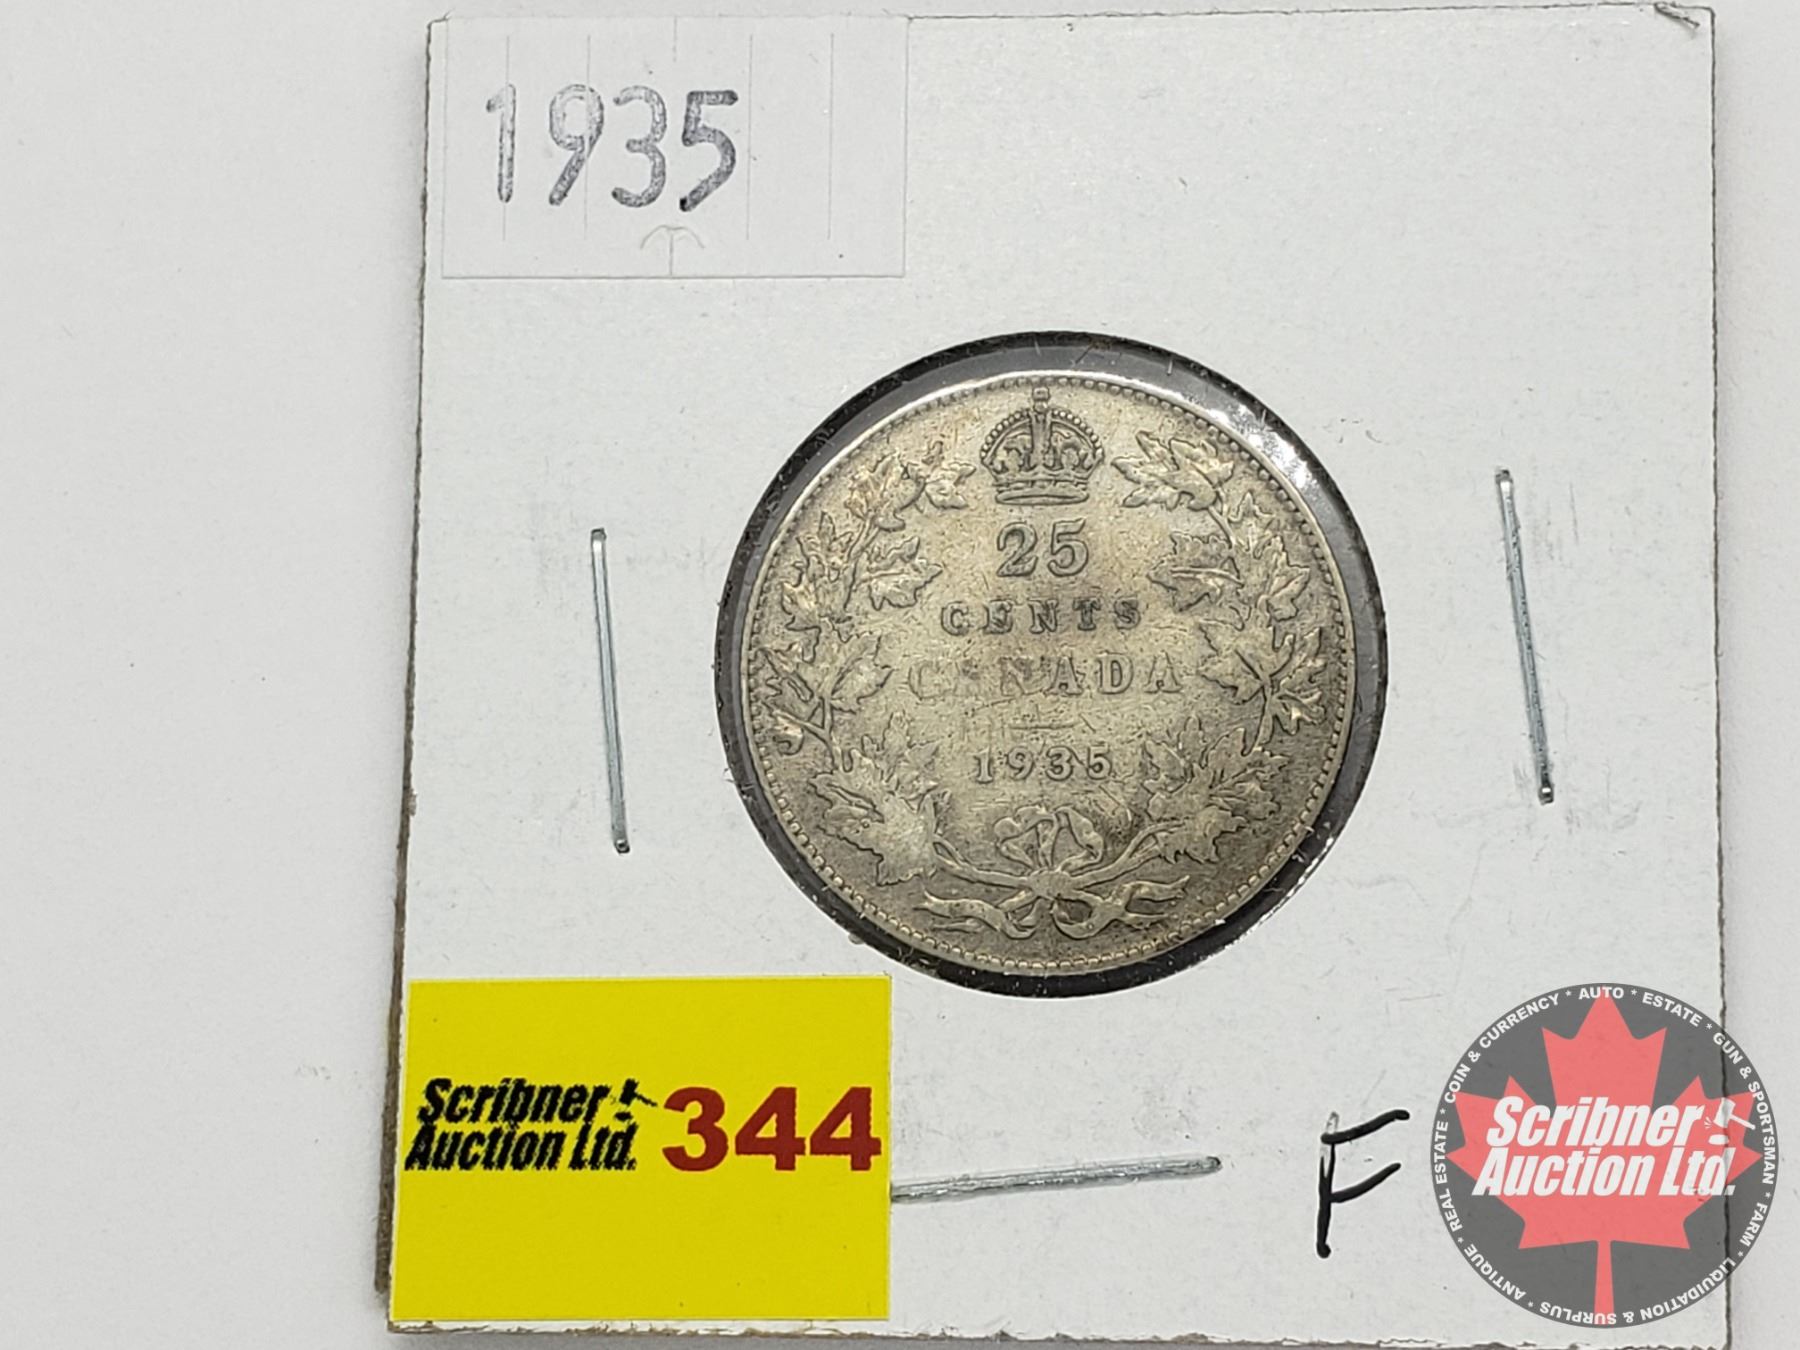 1935
25
CENTS
CANADA
1935
Scribner
Auction Ltd.
344
F
COIN & CURRENCY * AUTO * ESTATE * GUN & SPORTSMAN * FARM * LIQUIDATION & SURPLUS * ANTIQUE * REAL ESTATE *
Scribner
Auction Ltd.